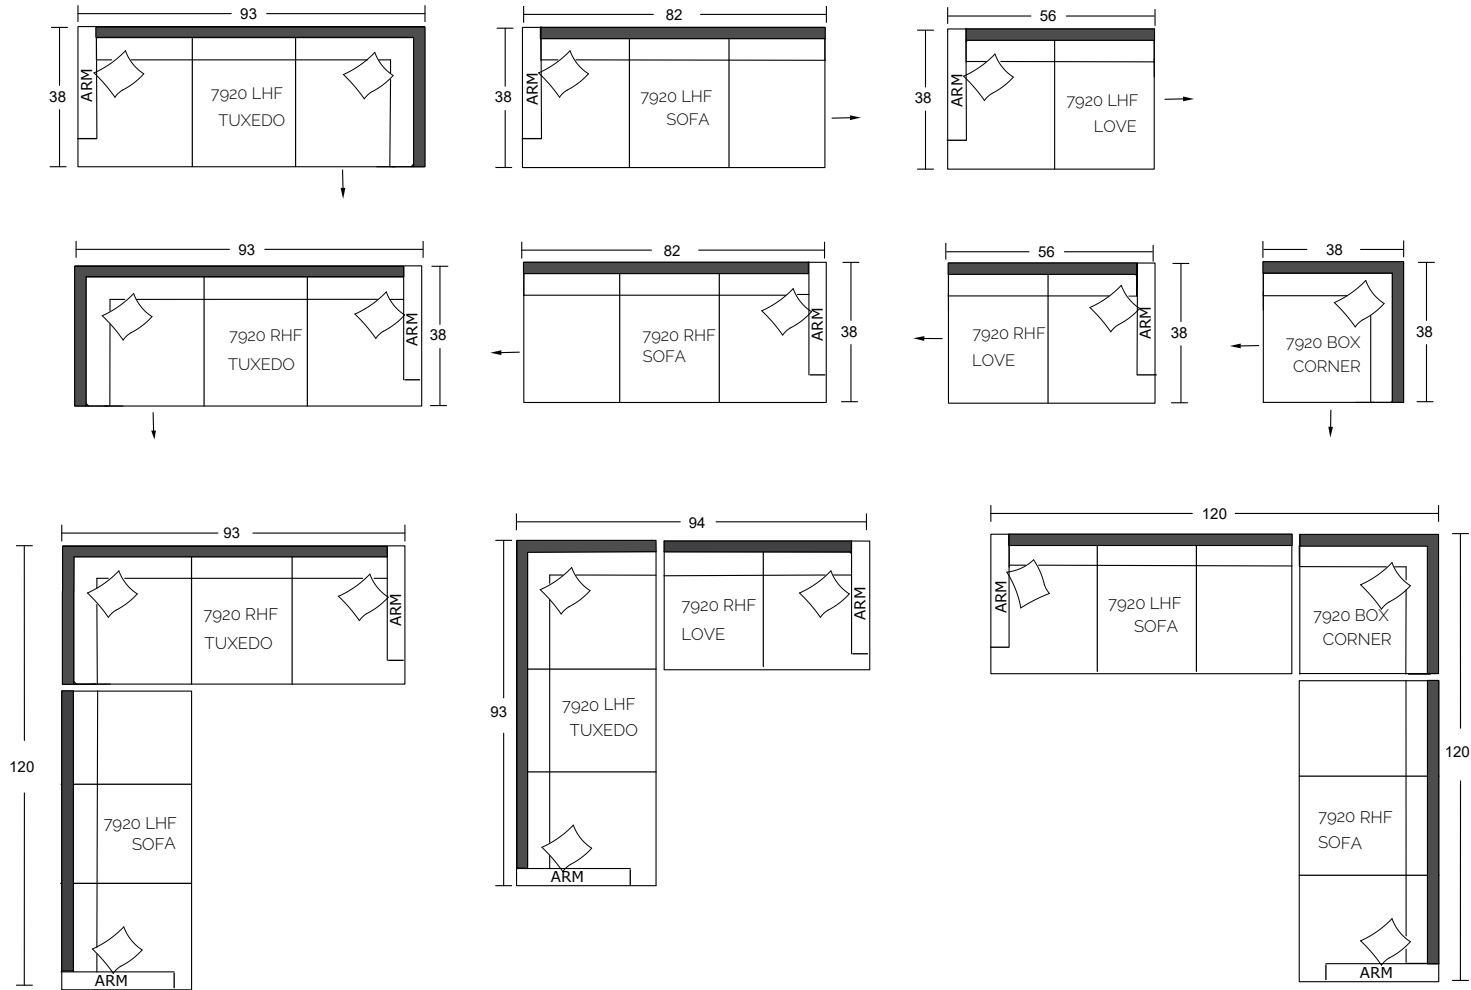 93
82
56
38
ARM
7920 LHF
TUXEDO
38
ARM
7920 LHF
SOFA
38
ARM
7920 LHF
LOVE
93
82
56
38
7920 RHF
TUXEDO
ARM
38
7920 RHF
SOFA
ARM
38
7920 RHF
LOVE
ARM
38
7920 BOX
CORNER
38
93
120
7920 RHF
TUXEDO
ARM
7920 LHF
SOFA
ARM
94
93
7920 RHF
LOVE
ARM
7920 LHF
TUXEDO
ARM
120
ARM
7920 LHF
SOFA
7920 BOX
CORNER
120
7920 RHF
SOFA
ARM